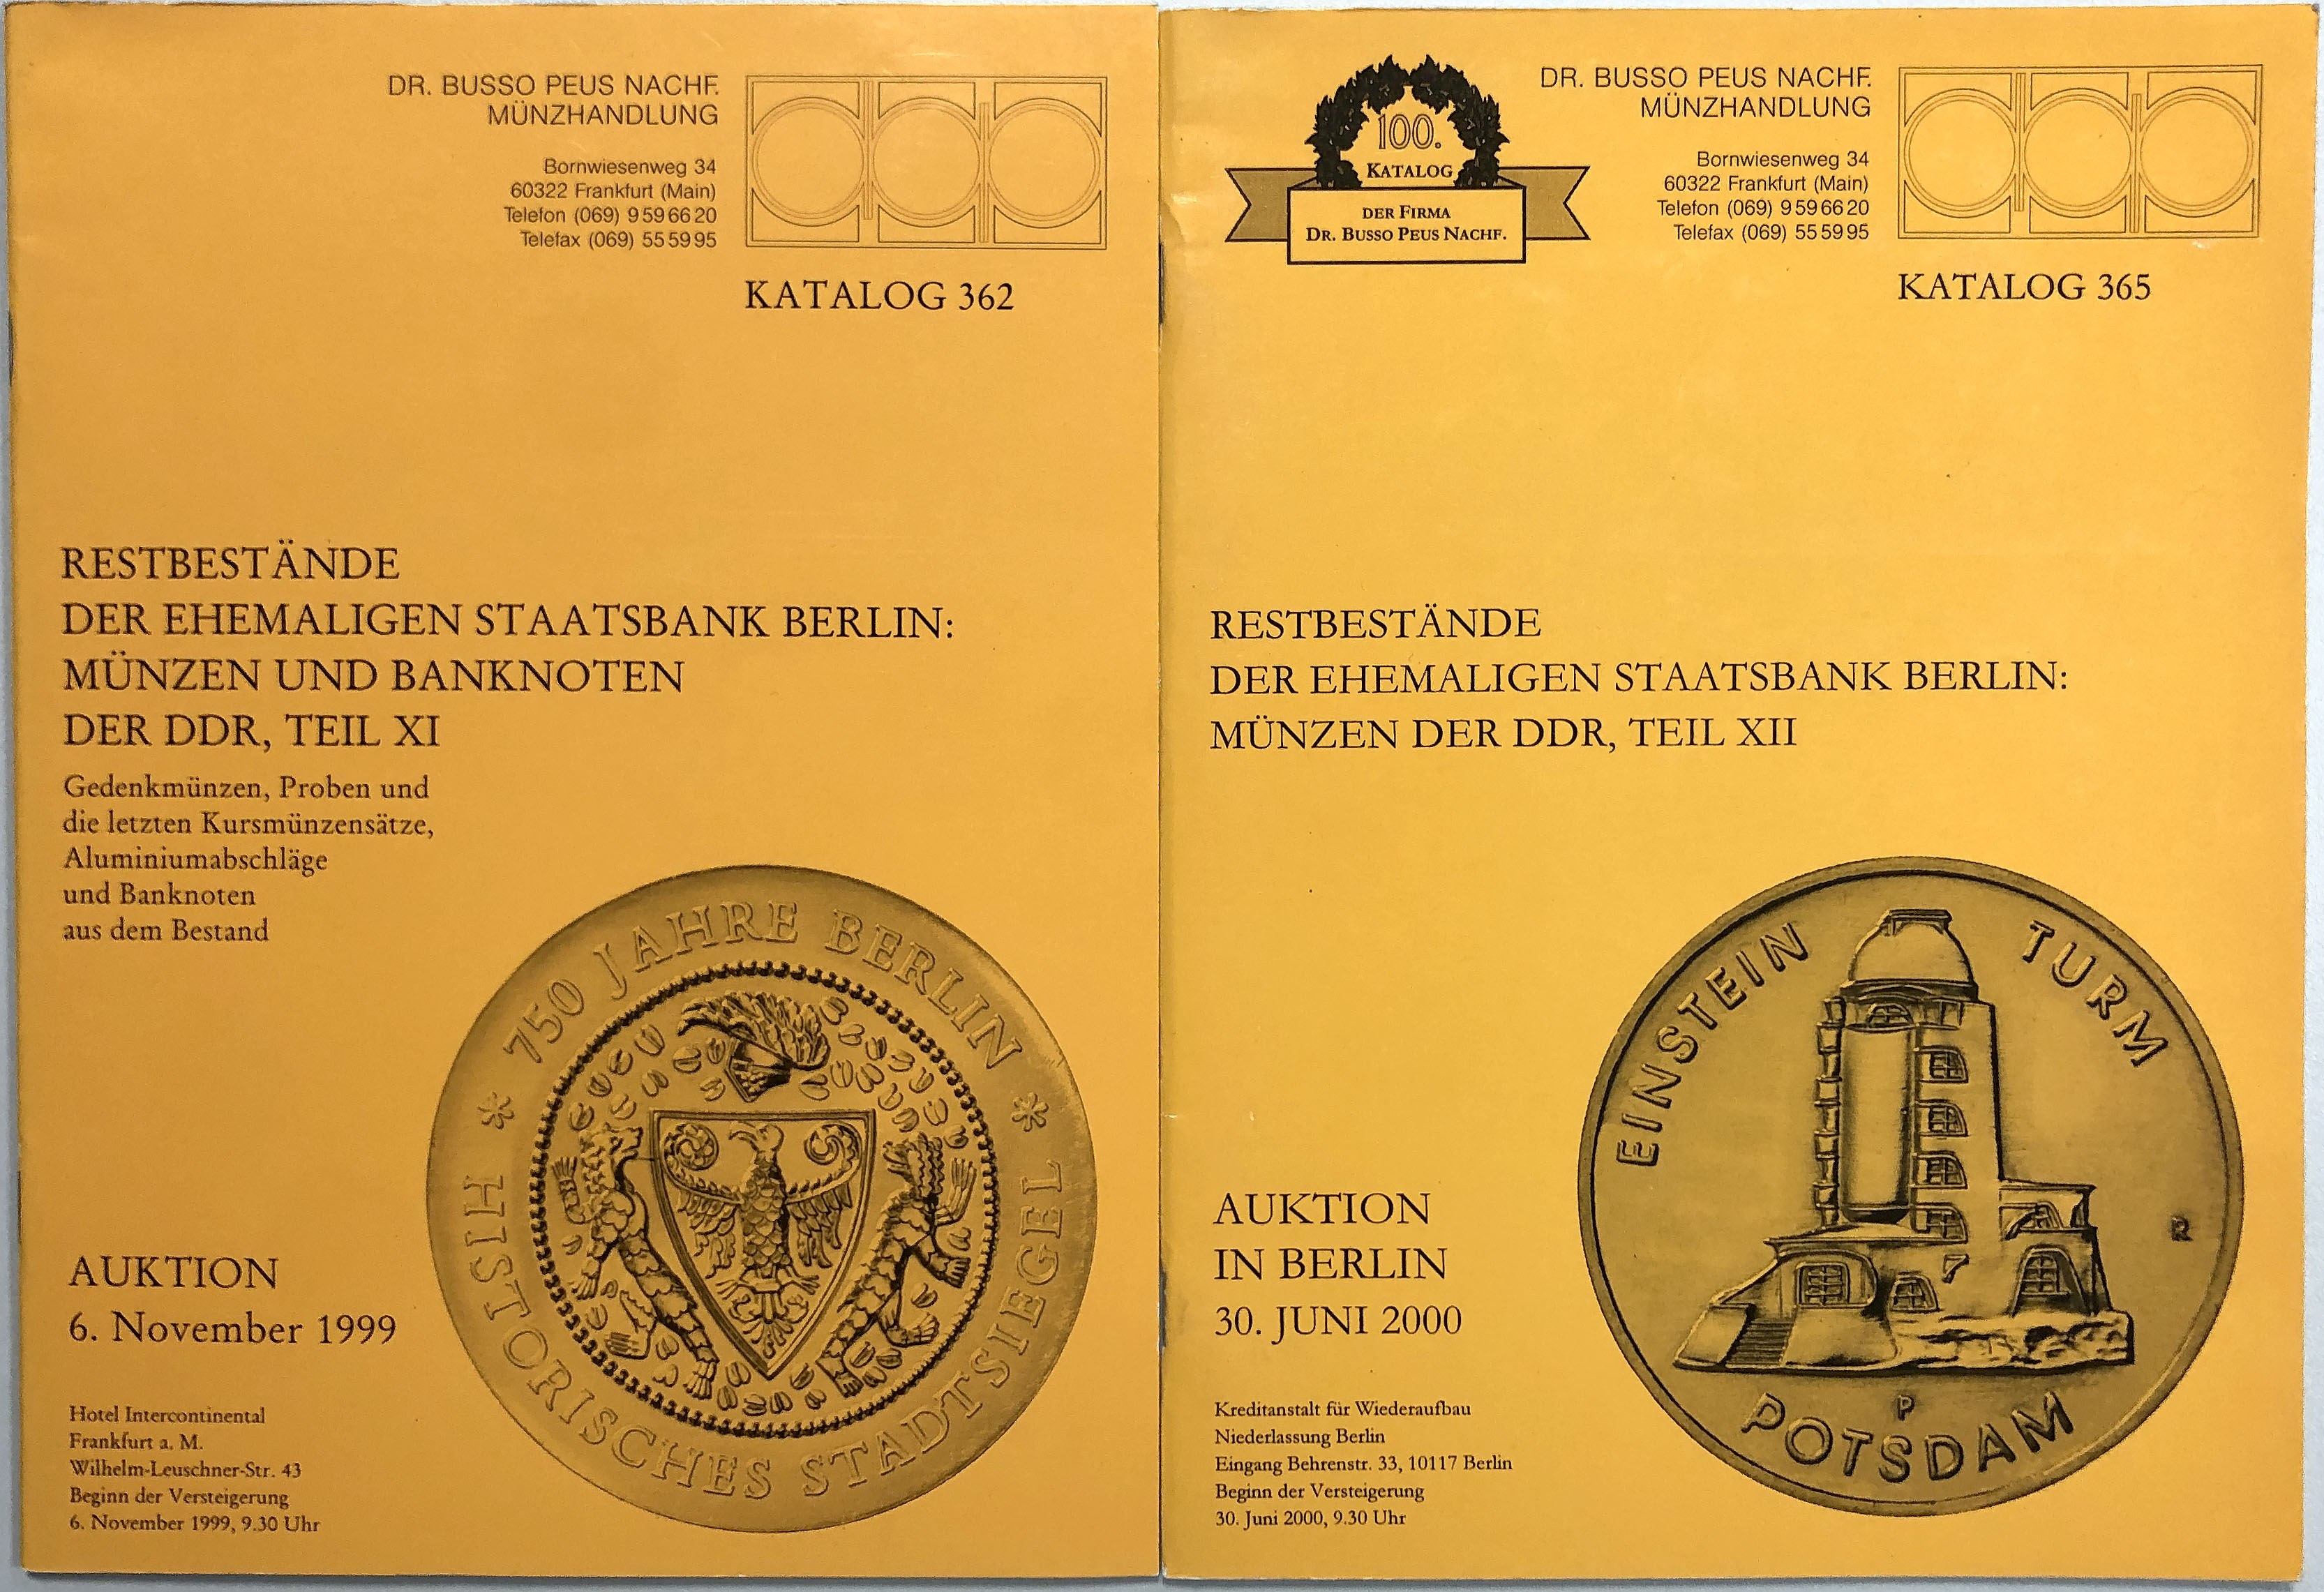 DR. BUSSO PEUS NACHF.
MÜNZHANDLUNG
Bornwiesenweg 34
60322 Frankfurt (Main)
Telefon (069) 9 59 66 20
Telefax (069) 55 59 95
KATALOG 362
RESTBESTÄNDE
DER EHEMALIGEN STAATSBANK BERLIN:
MÜNZEN UND BANKNOTEN
DER DDR, TEIL XI
Gedenkmünzen, Proben und
die letzten Kursmünzensätze,
Aluminiumabschläge
und Banknoten
aus dem Bestand
* 750 JAHRE BERLIN *
HISTORISCHES STADTSIEGEL
AUKTION
6. November 1999
Hotel Intercontinental
Frankfurt a. M.
Wilhelm-Leuschner-Str. 43
Beginn der Versteigerung
6. November 1999, 9.30 Uhr
100.
KATALOG
DER FIRMA
DR. BUSSO PEUS NACHF.
DR. BUSSO PEUS NACHF.
MÜNZHANDLUNG
Bornwiesenweg 34
60322 Frankfurt (Main)
Telefon (069) 9 59 66 20
Telefax (069) 55 59 95
KATALOG 365
RESTBESTÄNDE
DER EHEMALIGEN STAATSBANK BERLIN:
MÜNZEN DER DDR, TEIL XII
EINSTEIN TURM
R
P
POTSDAM
AUKTION
IN BERLIN
30. JUNI 2000
Kreditanstalt für Wiederaufbau
Niederlassung Berlin
Eingang Behrenstr. 33, 10117 Berlin
Beginn der Versteigerung
30. Juni 2000, 9.30 Uhr